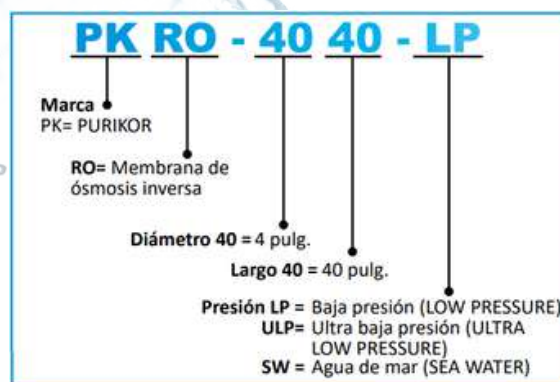 PK RO - 40 40 - LP
Marca
PK= PURIKOR
RO= Membrana de
ósmosis inversa
Diámetro 40 = 4 pulg.
Largo 40 = 40 pulg.
Presión LP = Baja presión (LOW PRESSURE)
ULP= Ultra baja presión (ULTRA
LOW PRESSURE)
SW = Agua de mar (SEA WATER)